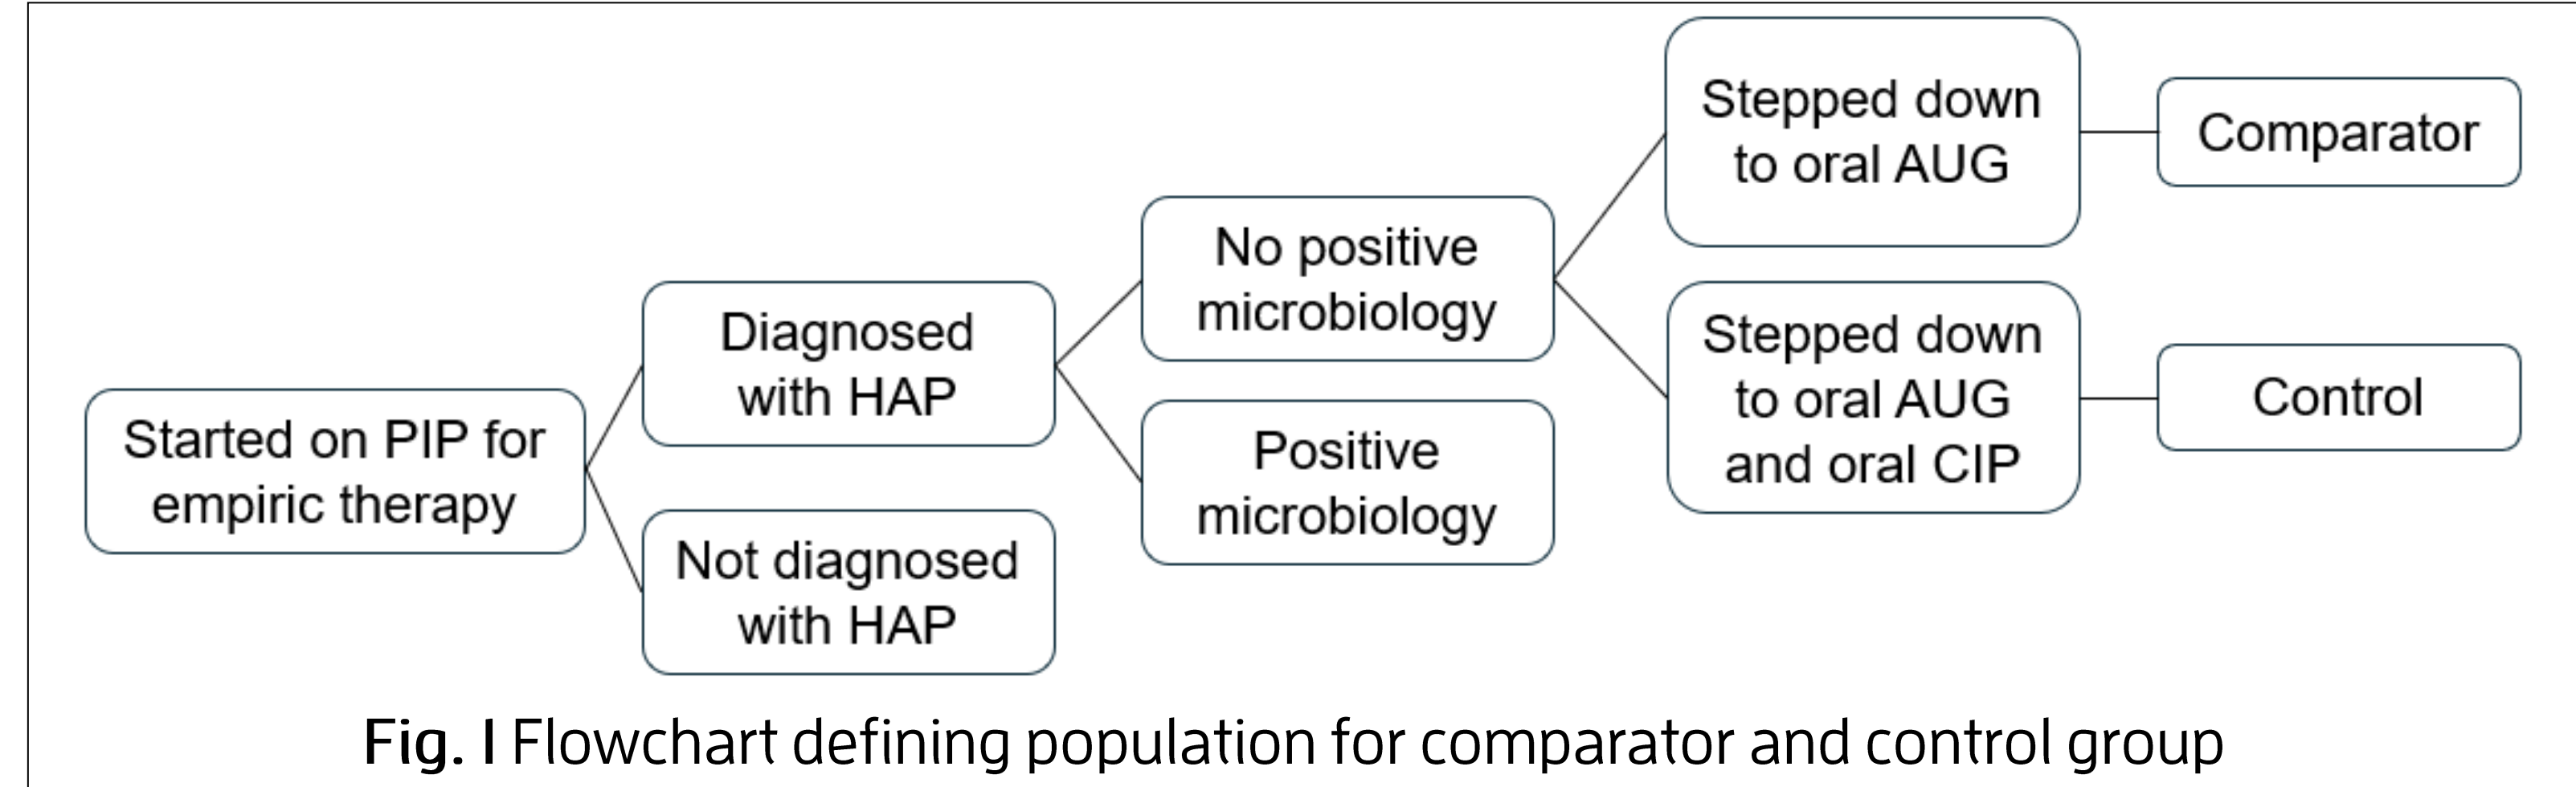 Started on PIP for
empiric therapy
Diagnosed
with HAP
Not diagnosed
with HAP
No positive
microbiology
Positive
microbiology
Stepped down
to oral AUG
Stepped down
to oral AUG
and oral CIP
Comparator
Control
Fig. 1 Flowchart defining population for comparator and control group